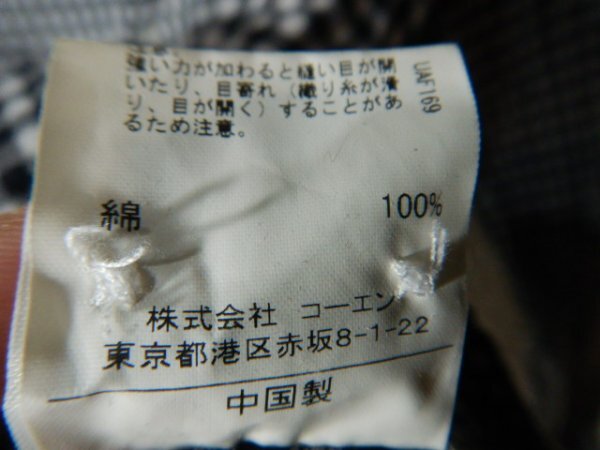 強い力が加わると縫い目が開
いたり、目寄れ（織り糸が滑
り、目が開く）することがあ
るため注意。
UAF169
綿 100%
株式会社 コーエン
東京都港区赤坂8-1-22
中国製